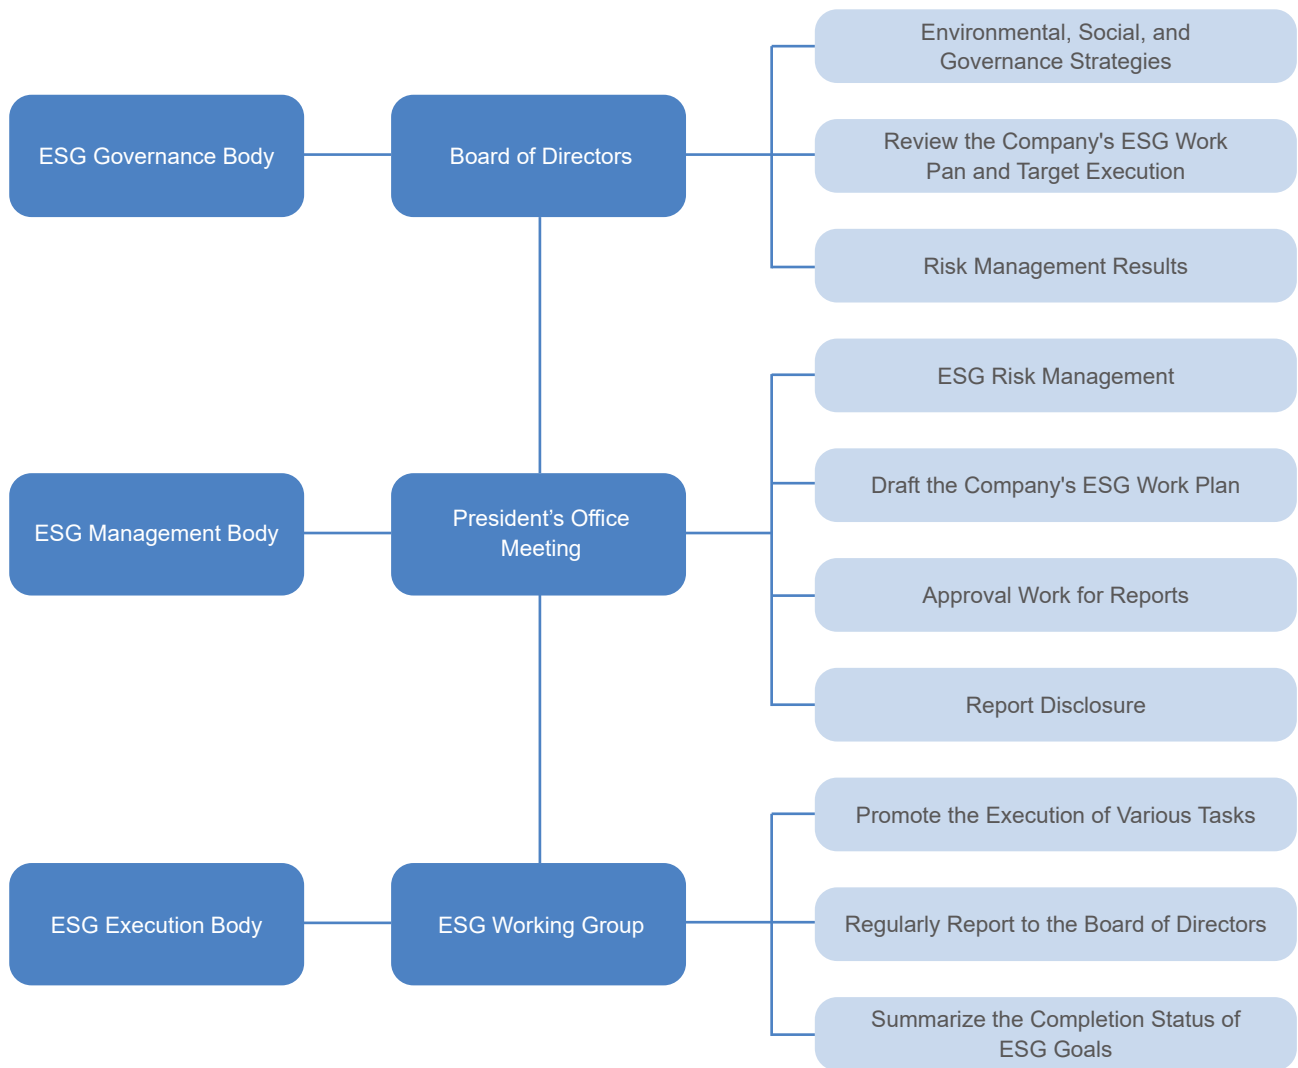 ESG Governance Body
Board of Directors
Environmental, Social, and
Governance Strategies
Review the Company's ESG Work
Pan and Target Execution
Risk Management Results
ESG Management Body
President’s Office
Meeting
ESG Risk Management
Draft the Company's ESG Work Plan
Approval Work for Reports
Report Disclosure
ESG Execution Body
ESG Working Group
Promote the Execution of Various Tasks
Regularly Report to the Board of Directors
Summarize the Completion Status of
ESG Goals